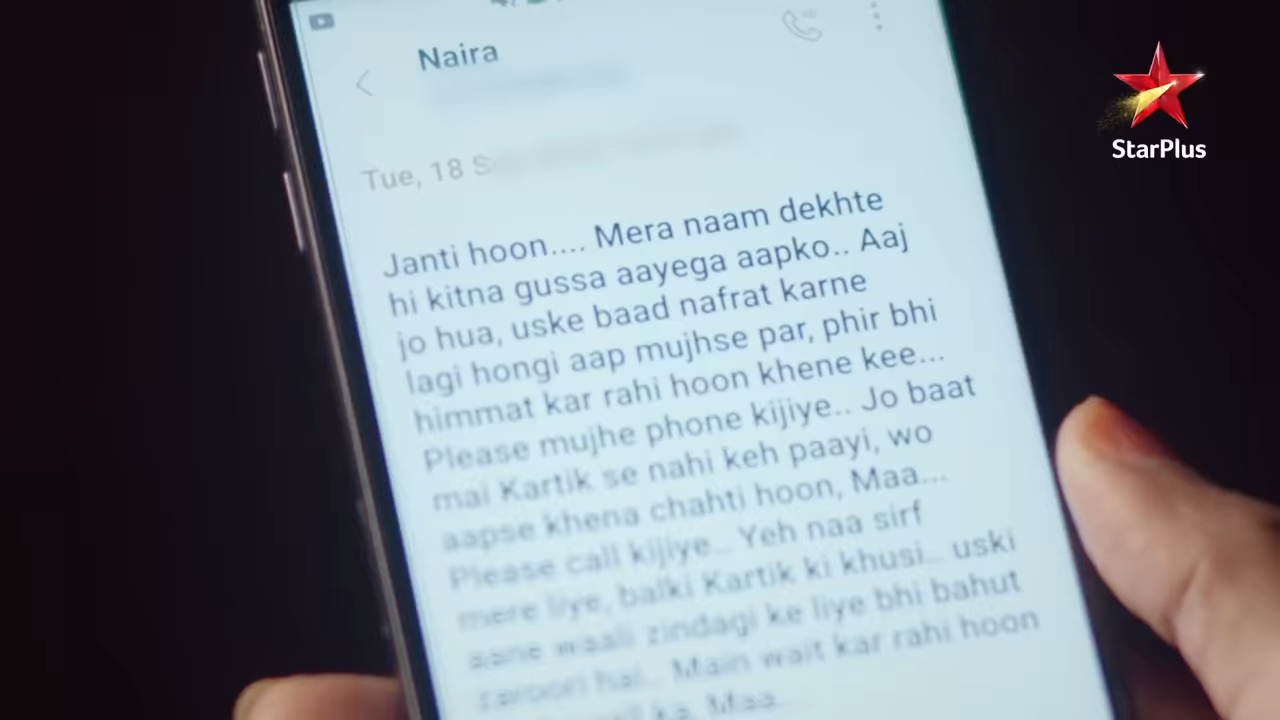 Naira
StarPlus
Tue, 18 S
Janti hoon.... Mera naam dekhte
hi kitna gussa aayega aapko.. Aaj
jo hua, uske baad nafrat karne
lagi hongi aap mujhse par, phir bhi
himmat kar rahi hoon khene kee...
Please mujhe phone kijiye.. Jo baat
mai Kartik se nahi keh paayi, wo
aapse khena chahti hoon, Maa...
Please call kijiye.. Yeh naa sirf
mere liye, balki Kartik ki khusi.. uski
aane waali zindagi ke liye bhi bahut
zaroori hai.. Main wait kar rahi hoon
ka, Maa...